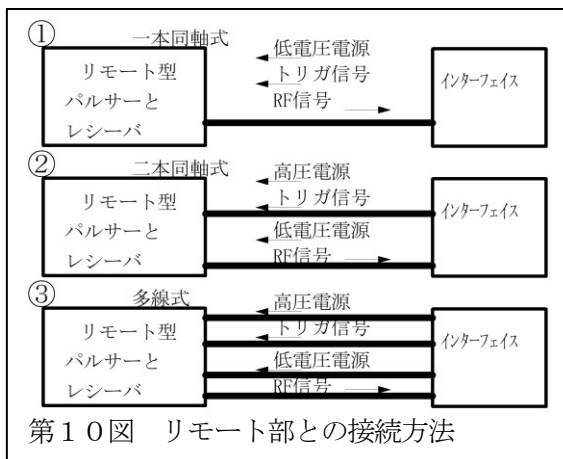 ① 一本同軸式
リモート型
パルサーと
レシーバ
低電圧電源
トリガ信号
RF信号
インターフェイス
② 二本同軸式
リモート型
パルサーと
レシーバ
高圧電源
トリガ信号
低電圧電源
RF信号
インターフェイス
③ 多線式
リモート型
パルサーと
レシーバ
高圧電源
トリガ信号
低電圧電源
RF信号
インターフェイス
第10図 リモート部との接続方法